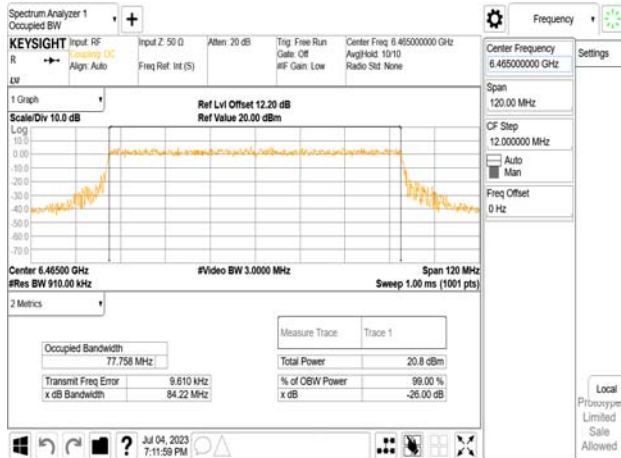 Spectrum Analyzer 1
Occupied BW
Frequency
KEYSIGHT
Input: RF
Coupling: DC
Align: Auto
Input Z: 50 Ω
Freq Ref: Int (S)
Atten: 20 dB
Trig: Free Run
Gate: Off
#IF Gain: Low
Center Freq: 6.465000000 GHz
Avg|Hold: 10/10
Radio Std: None
R
LXI
Center Frequency
6.465000000 GHz
Settings
Span
120.00 MHz
CF Step
12.000000 MHz
Auto
Man
Freq Offset
0 Hz
1 Graph
Scale/Div 10.0 dB
Ref Lvl Offset 12.20 dB
Ref Value 20.00 dBm
Log
10.0
0.00
-10.0
-20.0
-30.0
-40.0
-50.0
-60.0
-70.0
Center 6.46500 GHz
#Res BW 910.00 kHz
#Video BW 3.0000 MHz
Span 120 MHz
Sweep 1.00 ms (1001 pts)
2 Metrics
Measure Trace Trace 1
Occupied Bandwidth
77.758 MHz
Total Power 20.8 dBm
Transmit Freq Error 9.610 kHz
% of OBW Power 99.00 %
x dB Bandwidth 84.22 MHz
x dB -26.00 dB
Local
Prototype
Limited
Sale
Allowed
Jul 04, 2023
7:11:59 PM